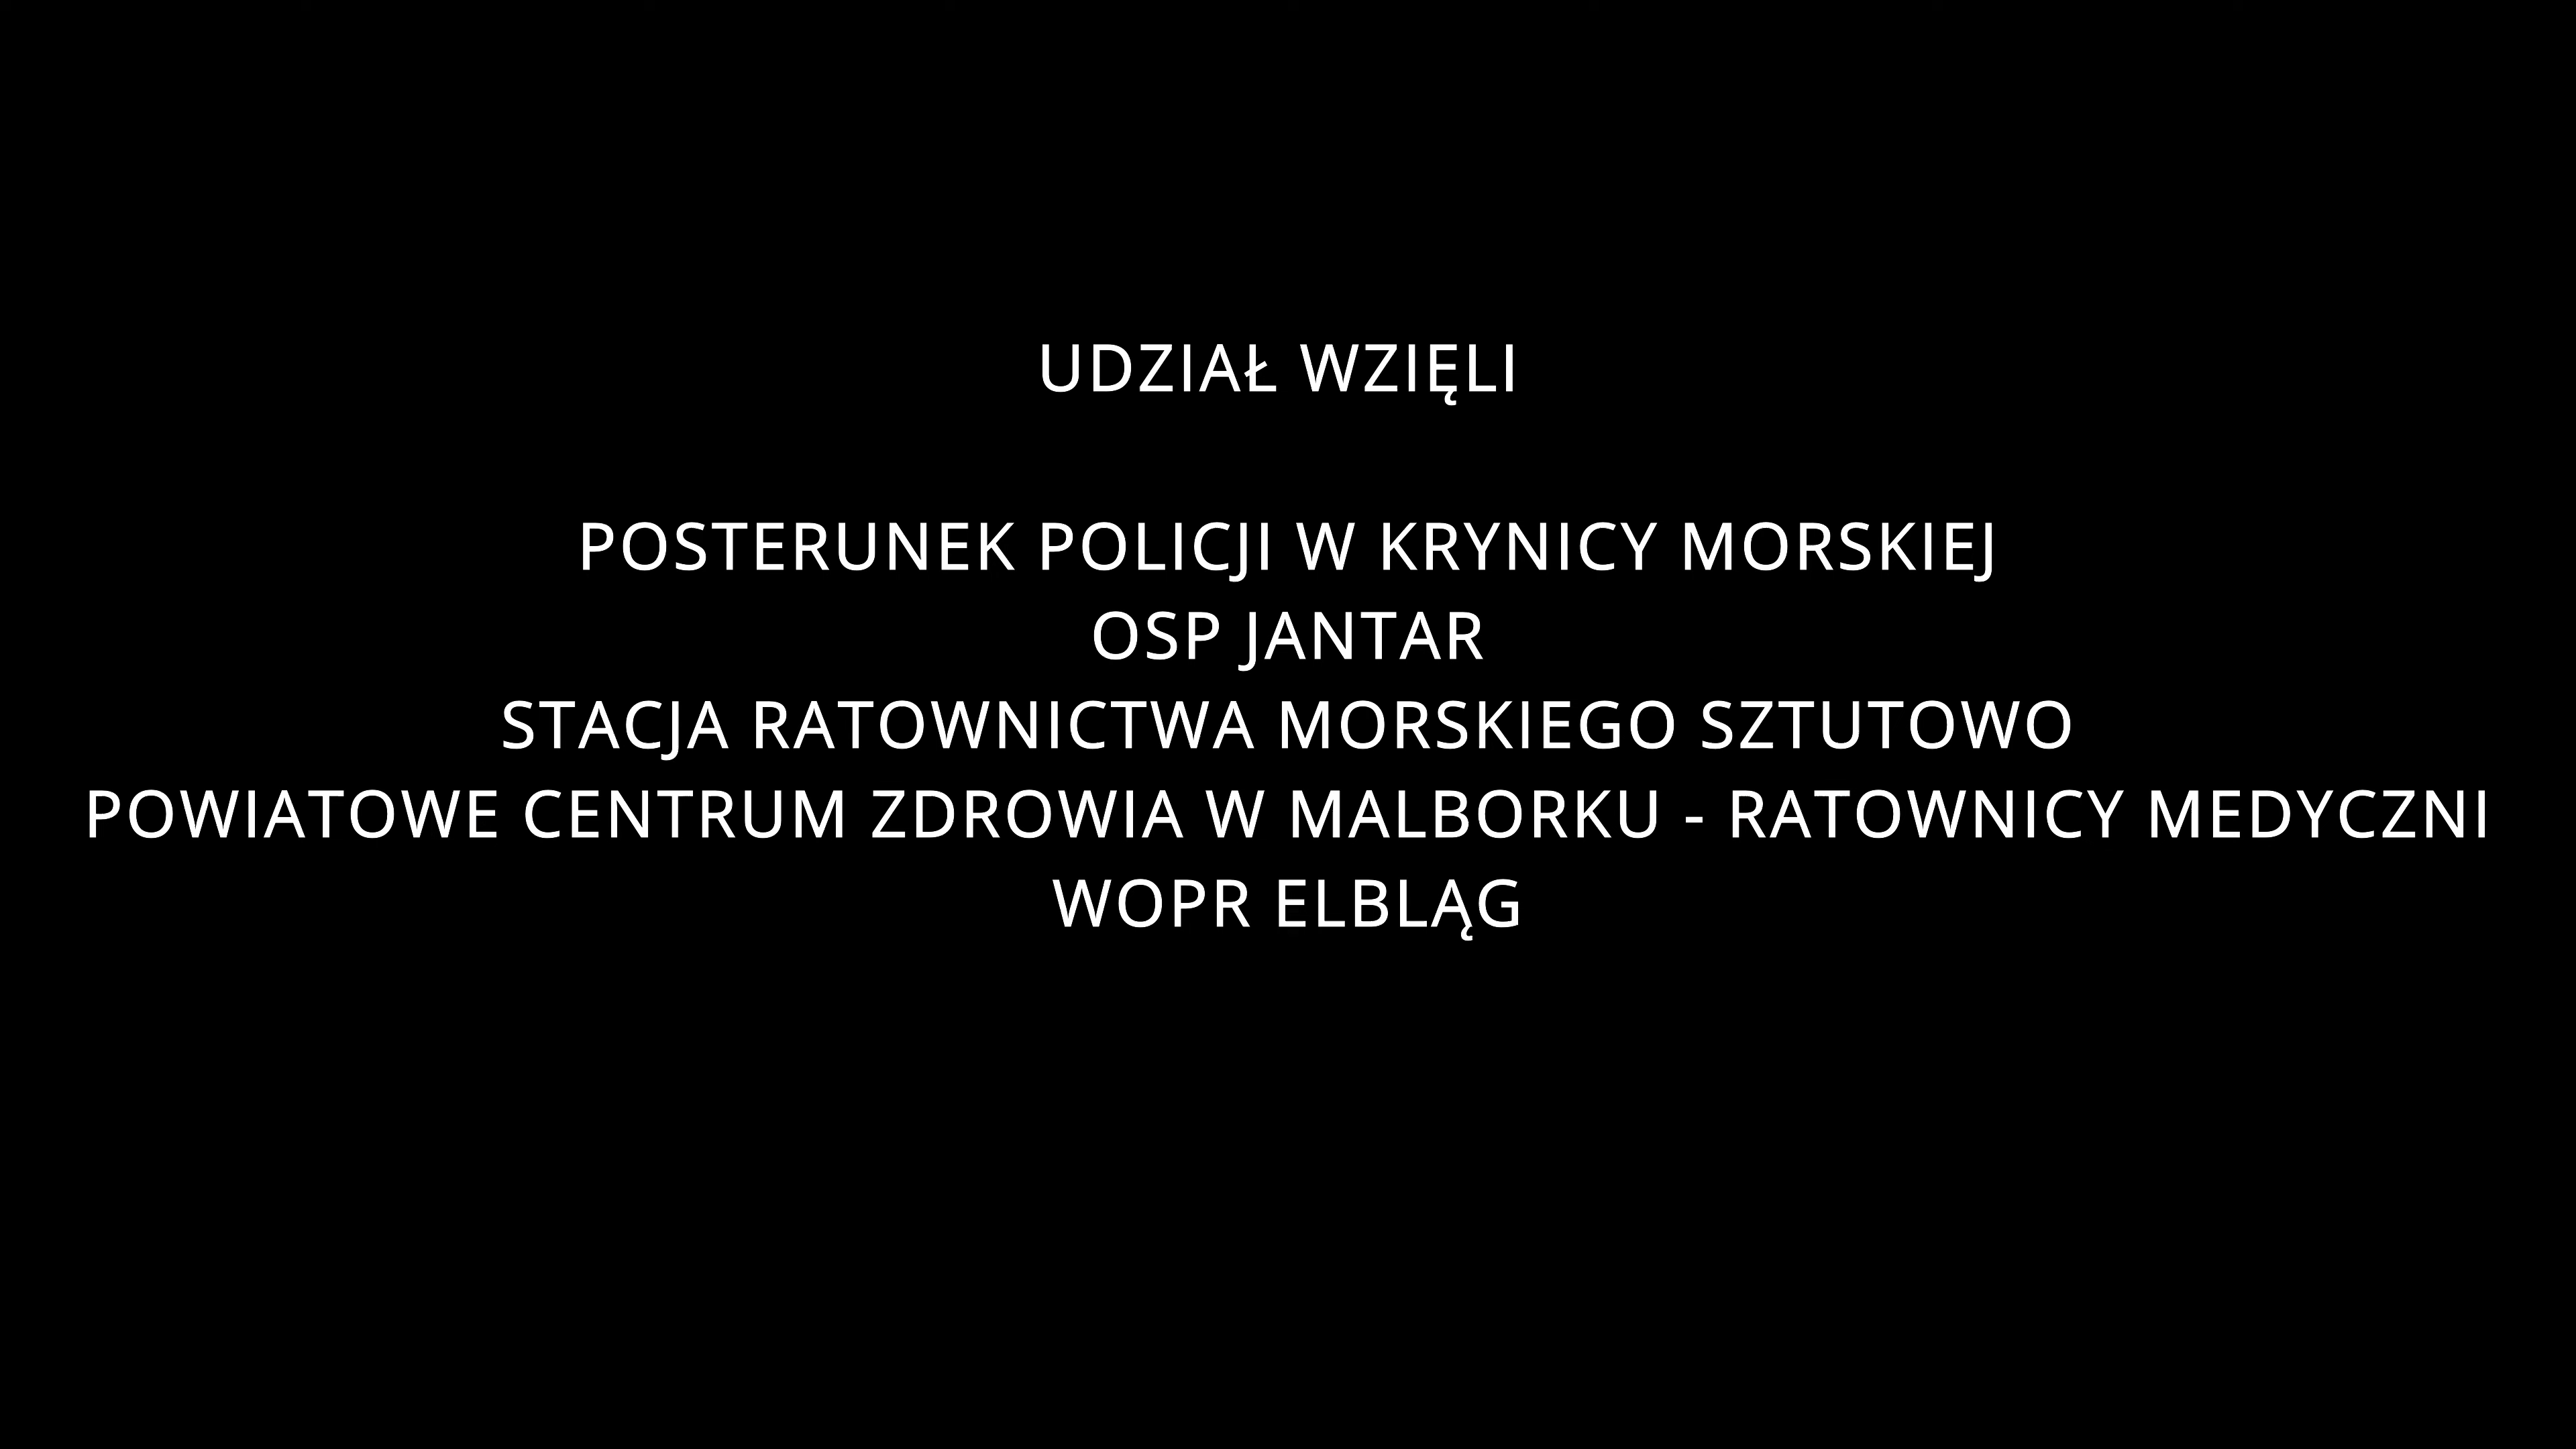 UDZIAŁ WZIĘLI
POSTERUNEK POLICJI W KRYNICY MORSKIEJ
OSP JANTAR
STACJA RATOWNICTWA MORSKIEGO SZTUTOWO
POWIATOWE CENTRUM ZDROWIA W MALBORKU - RATOWNICY MEDYCZNI
WOPR ELBLĄG